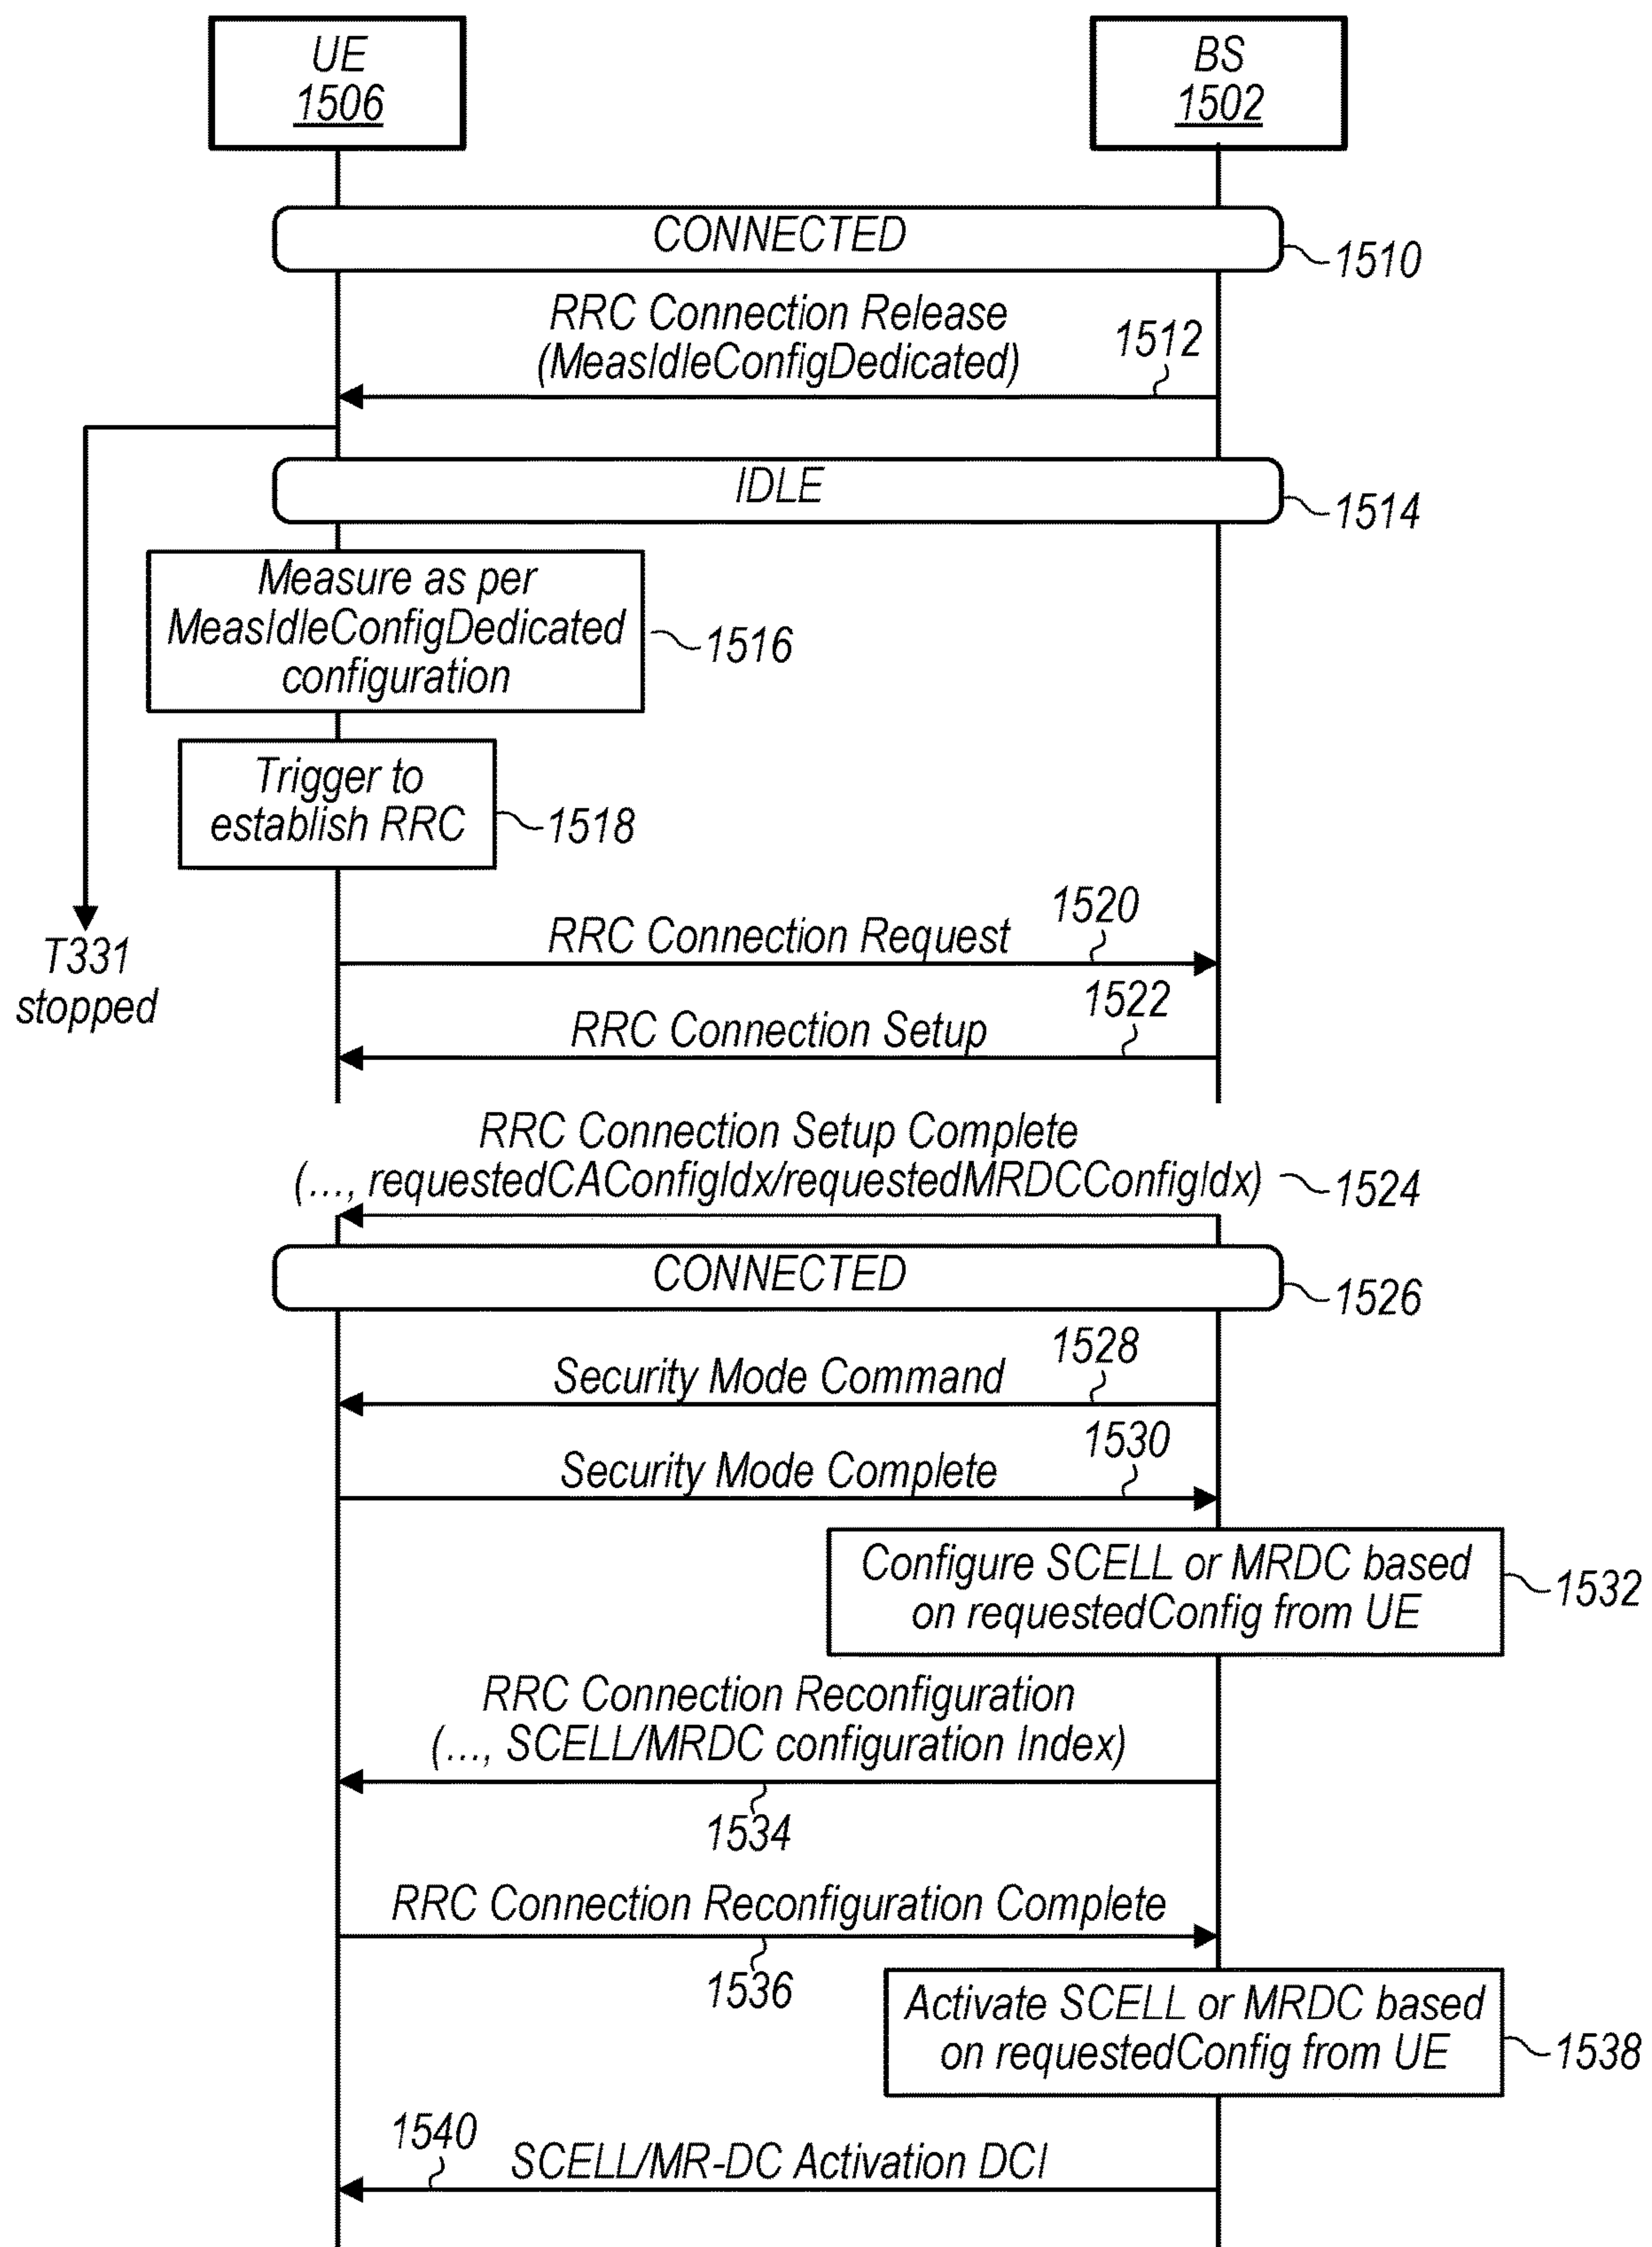 UE
1506
BS
1502
CONNECTED
1510
RRC Connection Release
(MeasIdleConfigDedicated)
1512
IDLE
1514
Measure as per
MeasIdleConfigDedicated
configuration
1516
Trigger to
establish RRC
1518
T331
stopped
RRC Connection Request
1520
RRC Connection Setup
1522
RRC Connection Setup Complete
(..., requestedCAConfigIdx/requestedMRDCConfigIdx)
1524
CONNECTED
1526
Security Mode Command
1528
Security Mode Complete
1530
Configure SCELL or MRDC based
on requestedConfig from UE
1532
RRC Connection Reconfiguration
(..., SCELL/MRDC configuration Index)
1534
RRC Connection Reconfiguration Complete
1536
Activate SCELL or MRDC based
on requestedConfig from UE
1538
1540
SCELL/MR-DC Activation DCI